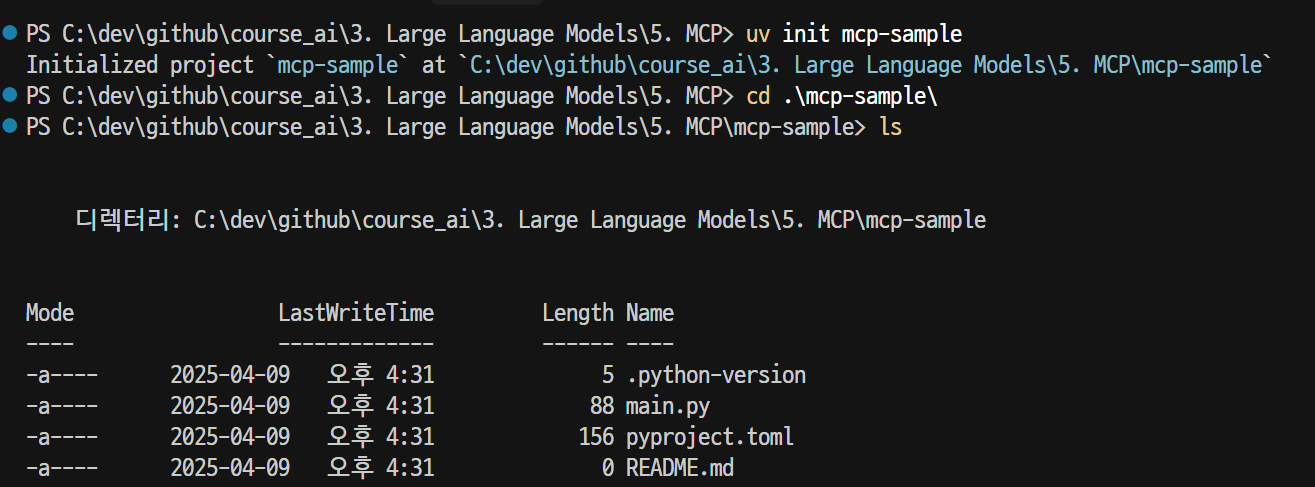 PS C:\dev\github\course_ai\3. Large Language Models\5. MCP> uv init mcp-sample
Initialized project `mcp-sample` at `C:\dev\github\course_ai\3. Large Language Models\5. MCP\mcp-sample`
PS C:\dev\github\course_ai\3. Large Language Models\5. MCP> cd .\mcp-sample\
PS C:\dev\github\course_ai\3. Large Language Models\5. MCP\mcp-sample> ls
디렉터리: C:\dev\github\course_ai\3. Large Language Models\5. MCP\mcp-sample
Mode                 LastWriteTime         Length Name
----                 -------------         ------ ----
-a----      2025-04-09   오후 4:31              5 .python-version
-a----      2025-04-09   오후 4:31             88 main.py
-a----      2025-04-09   오후 4:31            156 pyproject.toml
-a----      2025-04-09   오후 4:31              0 README.md